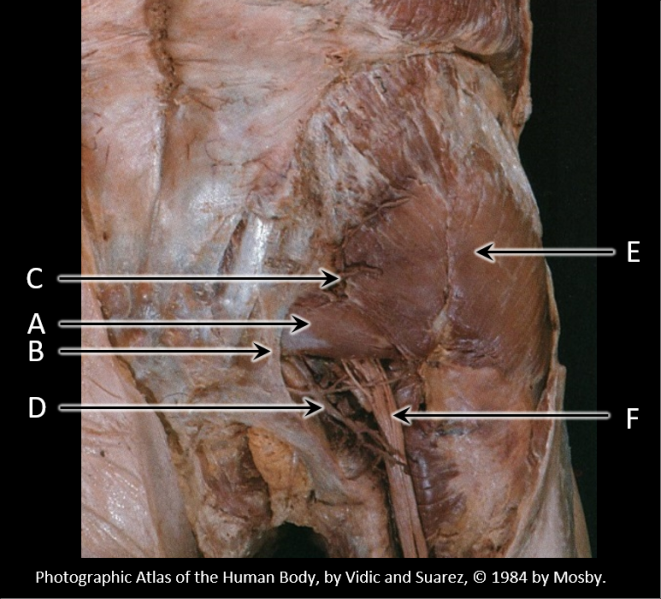 E
C
A
B
D
F
Photographic Atlas of the Human Body, by Vidic and Suarez, © 1984 by Mosby.